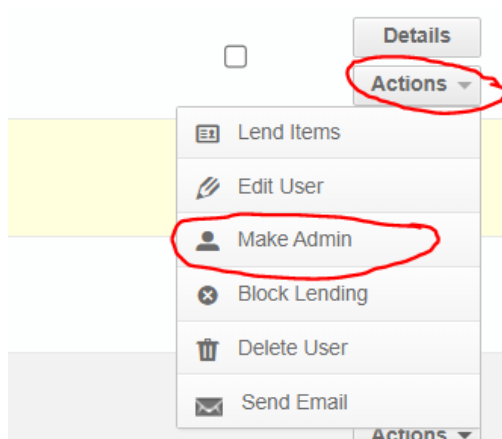 Details
Actions
Lend Items
Edit User
Make Admin
Block Lending
Delete User
Send Email
Actions